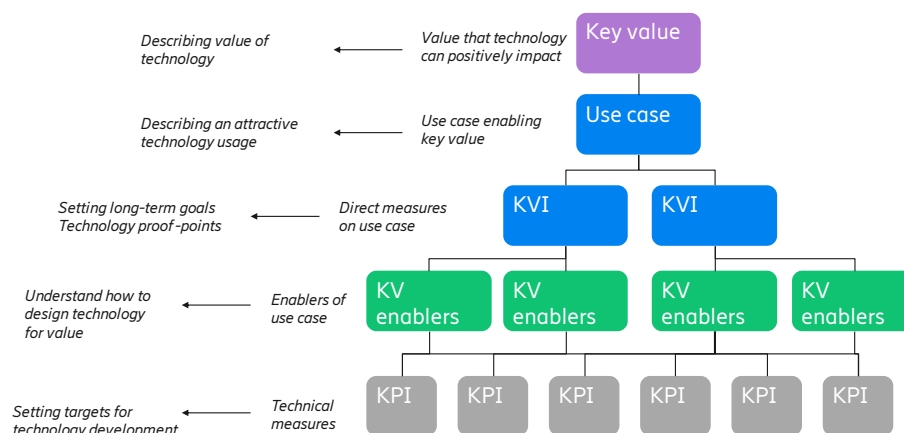 Describing value of
technology
Value that technology
can positively impact
Key value
Describing an attractive
technology usage
Use case enabling
key value
Use case
Setting long-term goals
Technology proof-points
Direct measures
on use case
KVI
KVI
Understand how to
design technology
for value
Enablers of
use case
KV
enablers
KV
enablers
KV
enablers
KV
enablers
Setting targets for
technology development
Technical
measures
KPI
KPI
KPI
KPI
KPI
KPI